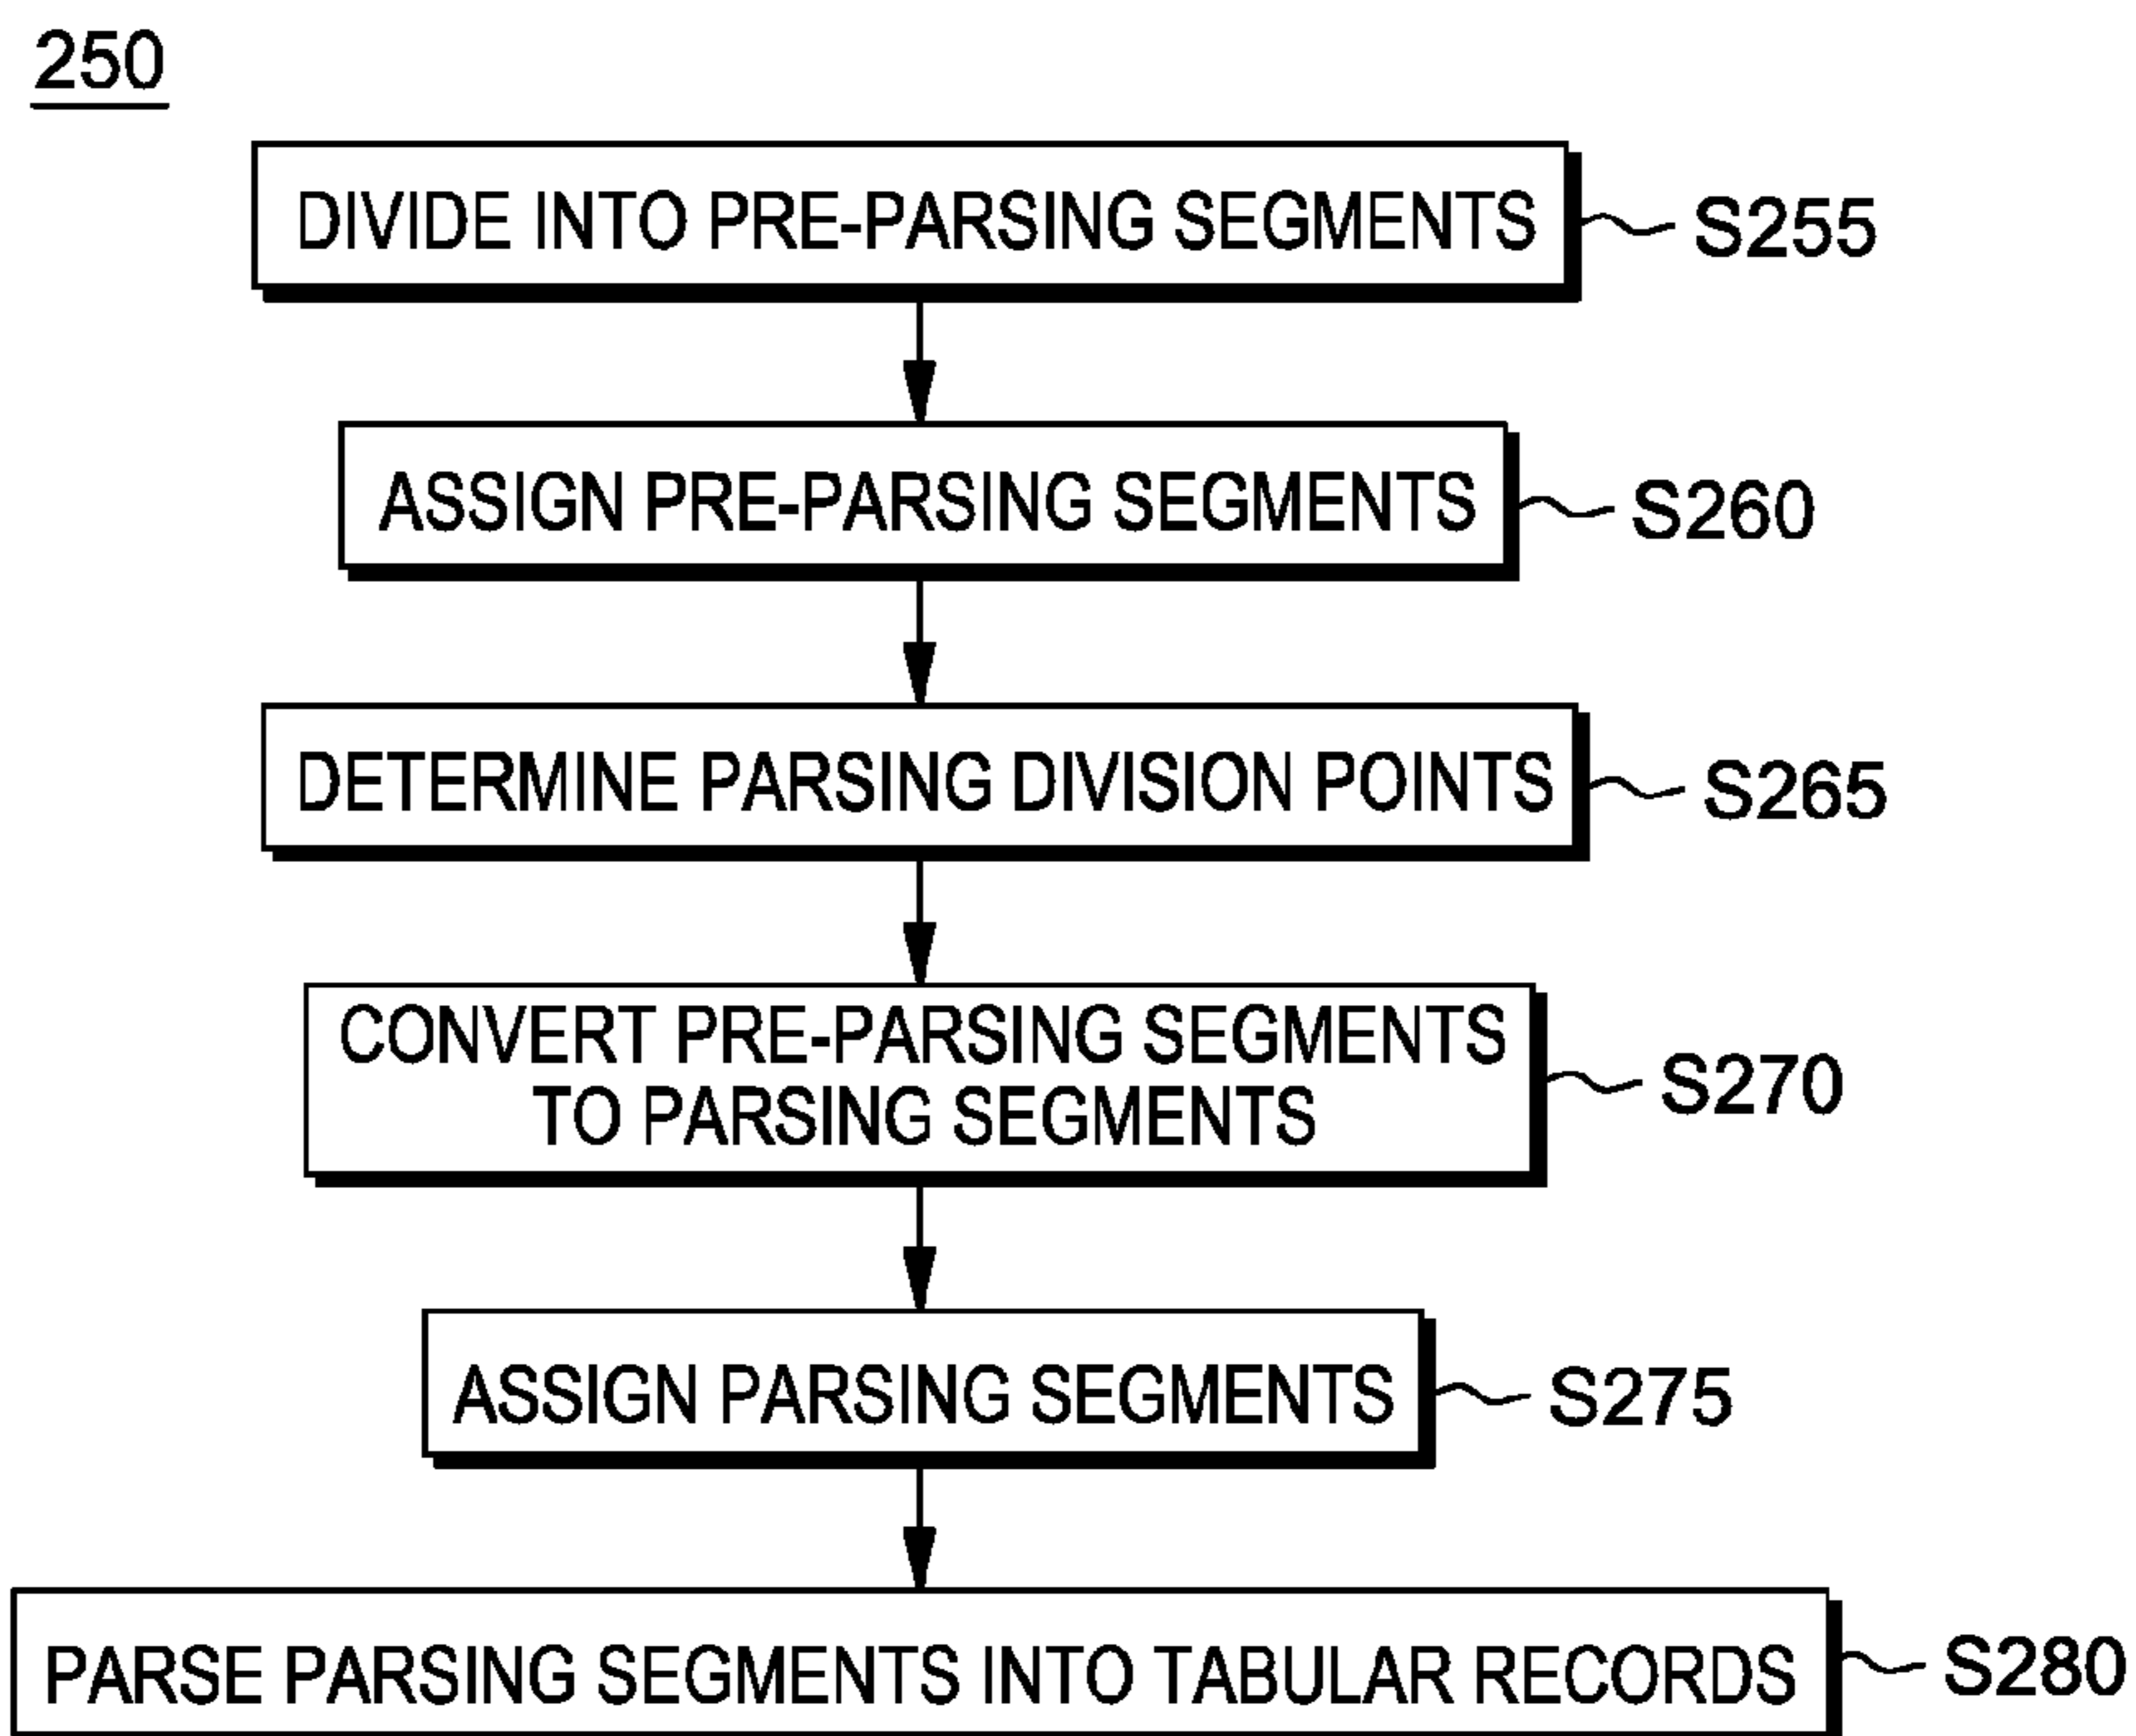 250
DIVIDE INTO PRE-PARSING SEGMENTS
S255
ASSIGN PRE-PARSING SEGMENTS
S260
DETERMINE PARSING DIVISION POINTS
S265
CONVERT PRE-PARSING SEGMENTS
TO PARSING SEGMENTS
S270
ASSIGN PARSING SEGMENTS
S275
PARSE PARSING SEGMENTS INTO TABULAR RECORDS
S280